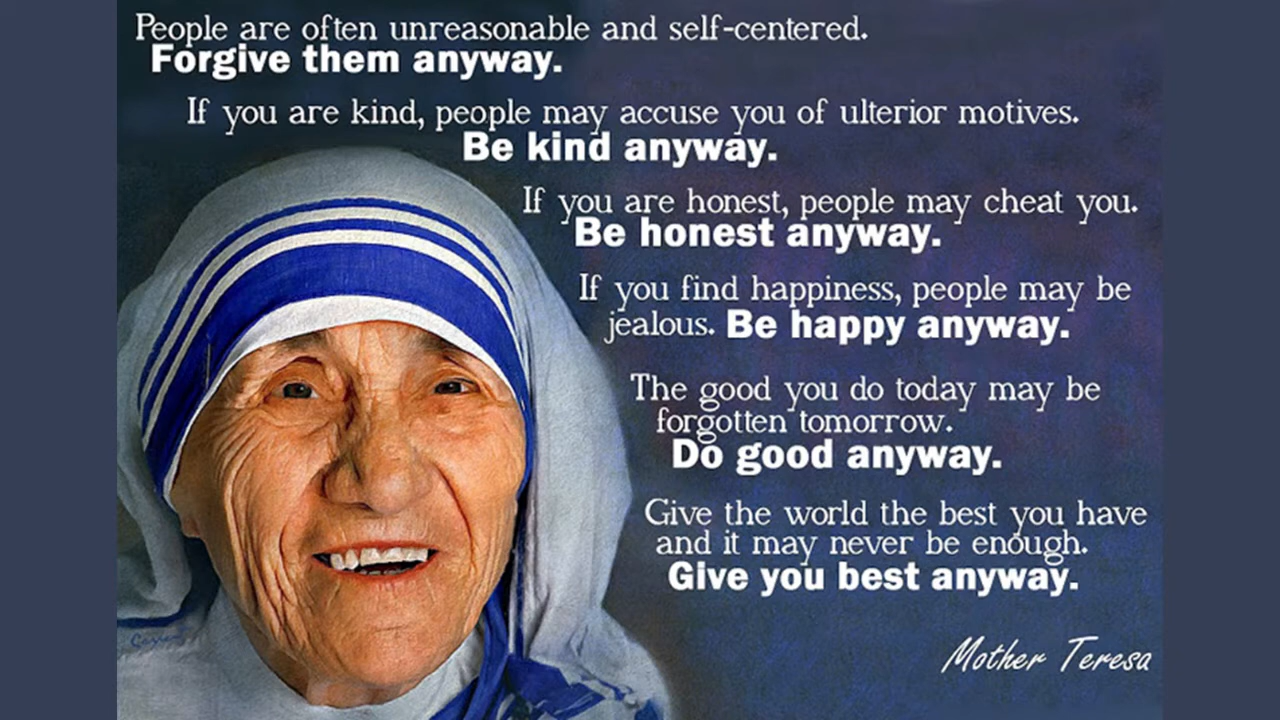 People are often unreasonable and self-centered.
Forgive them anyway.
If you are kind, people may accuse you of ulterior motives.
Be kind anyway.
If you are honest, people may cheat you.
Be honest anyway.
If you find happiness, people may be
jealous. Be happy anyway.
The good you do today may be
forgotten tomorrow.
Do good anyway.
Give the world the best you have
and it may never be enough.
Give you best anyway.
Mother Teresa